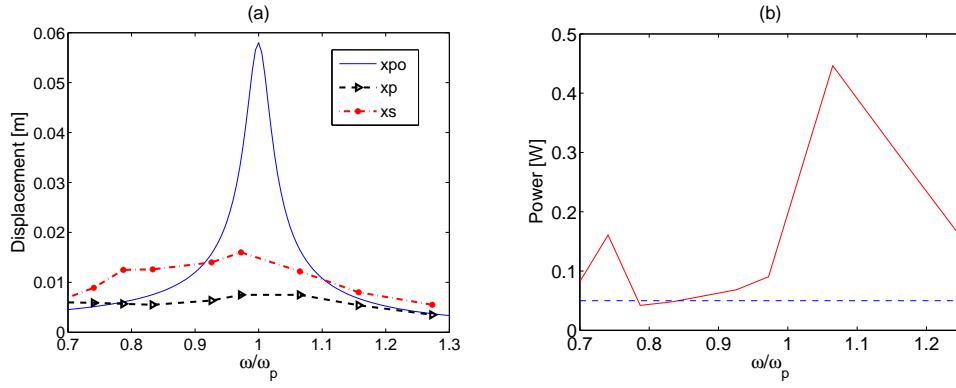 (a)
0.06
0.05
0.04
0.03
0.02
0.01
0
Displacement [m]
xpo
xp
xs
0.7 0.8 0.9 1 1.1 1.2 1.3
ω/ωp
(b)
0.5
0.4
0.3
0.2
0.1
0
Power [W]
0.7 0.8 0.9 1 1.1 1.2
ω/ωp